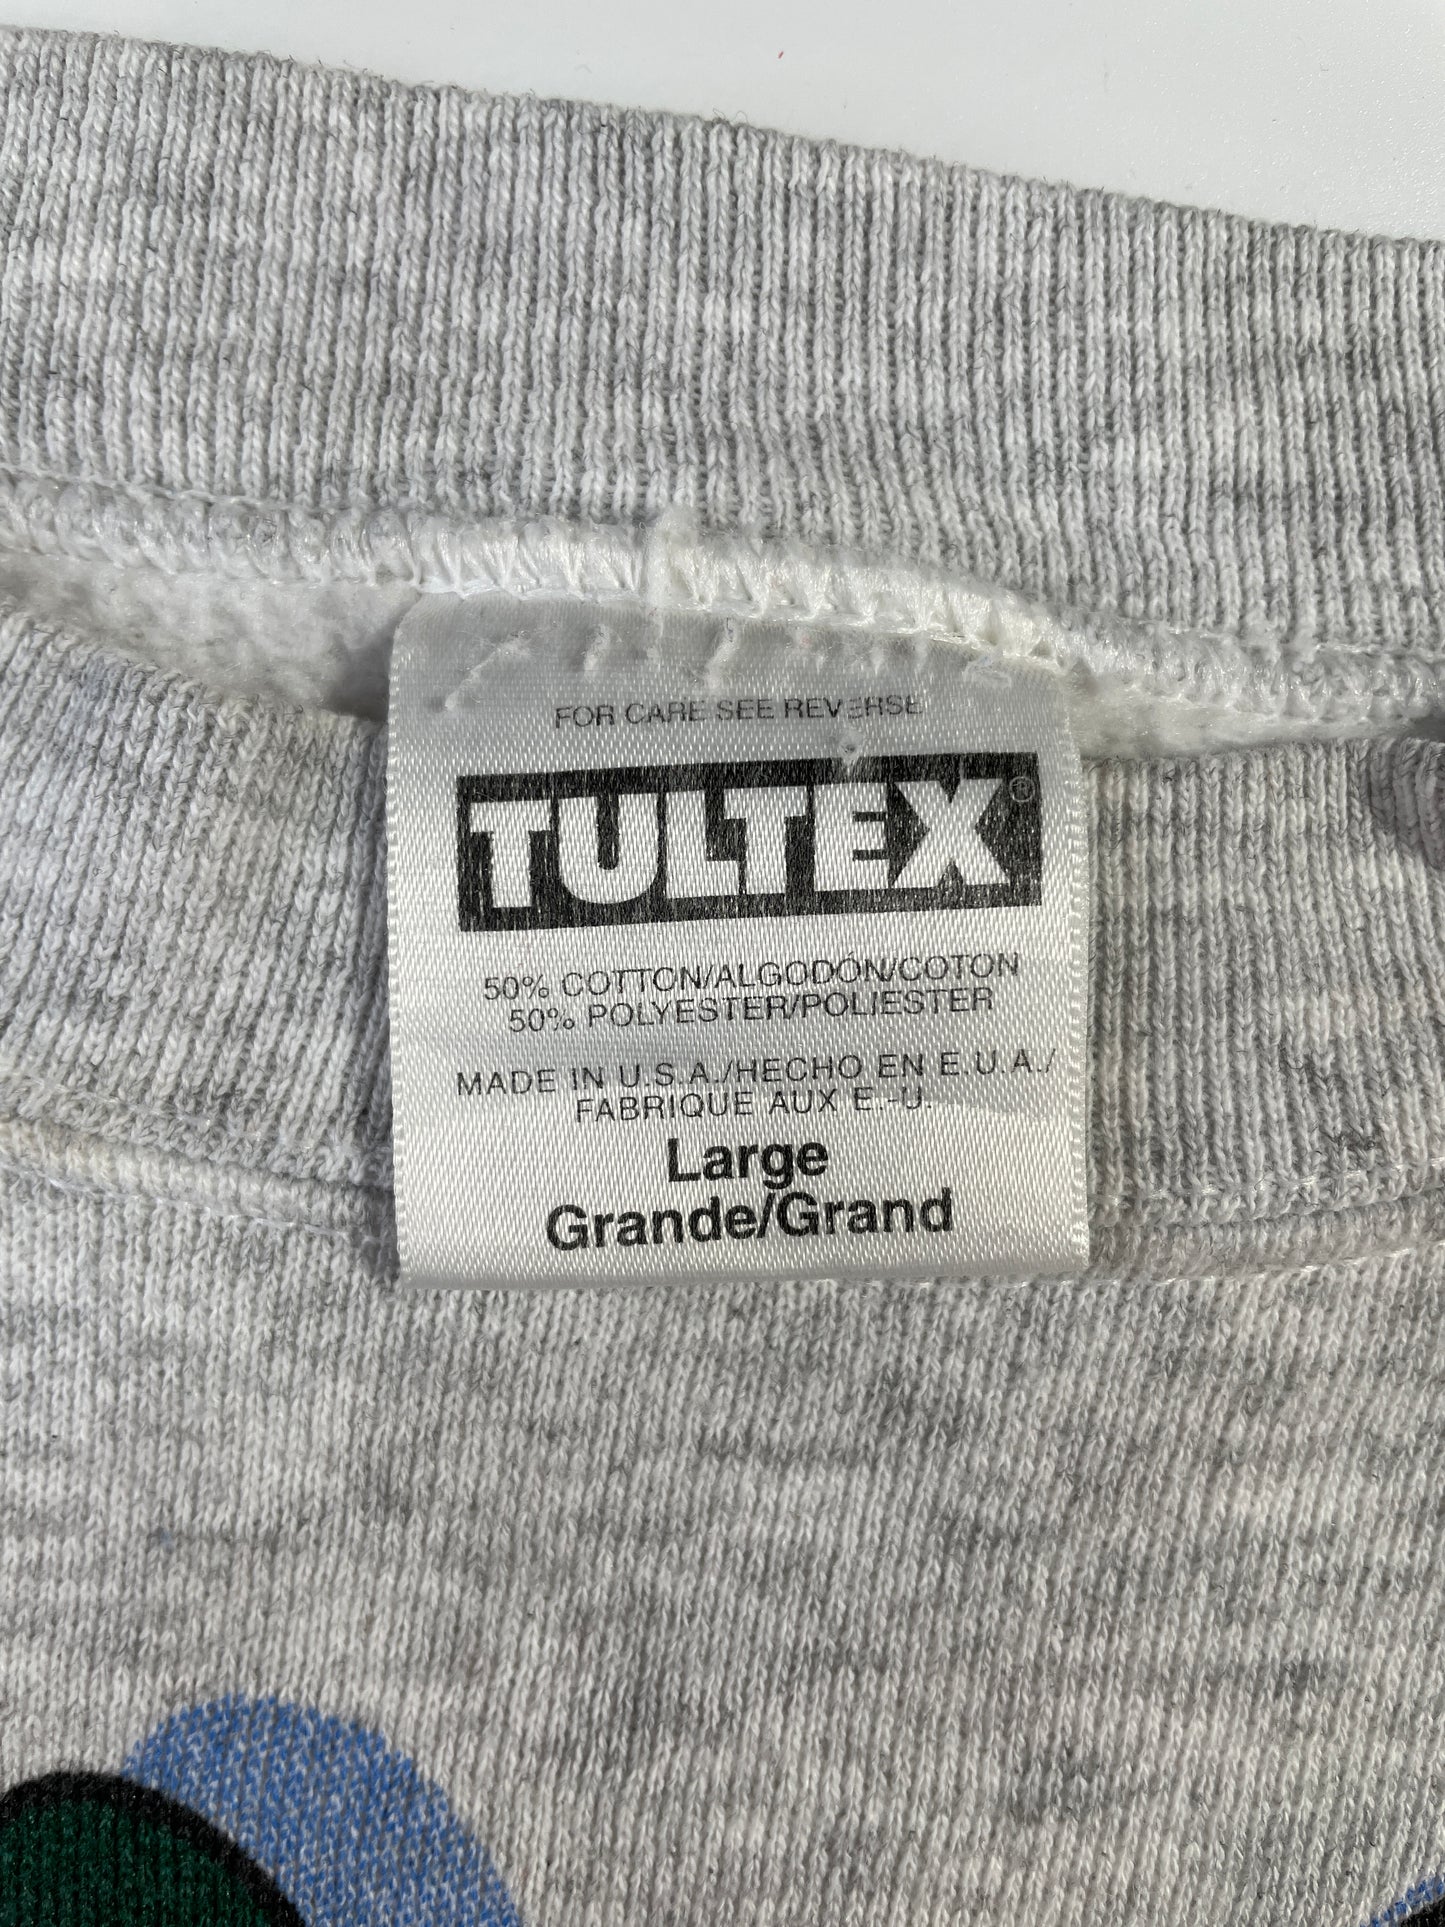 FOR CARE SEE REVERSE
TULTEX®
50% COTTON/ALGODÓN/COTON
50% POLYESTER/POLIESTER
MADE IN U.S.A./HECHO EN E.U.A./
FABRIQUE AUX E.-U.
Large
Grande/Grand